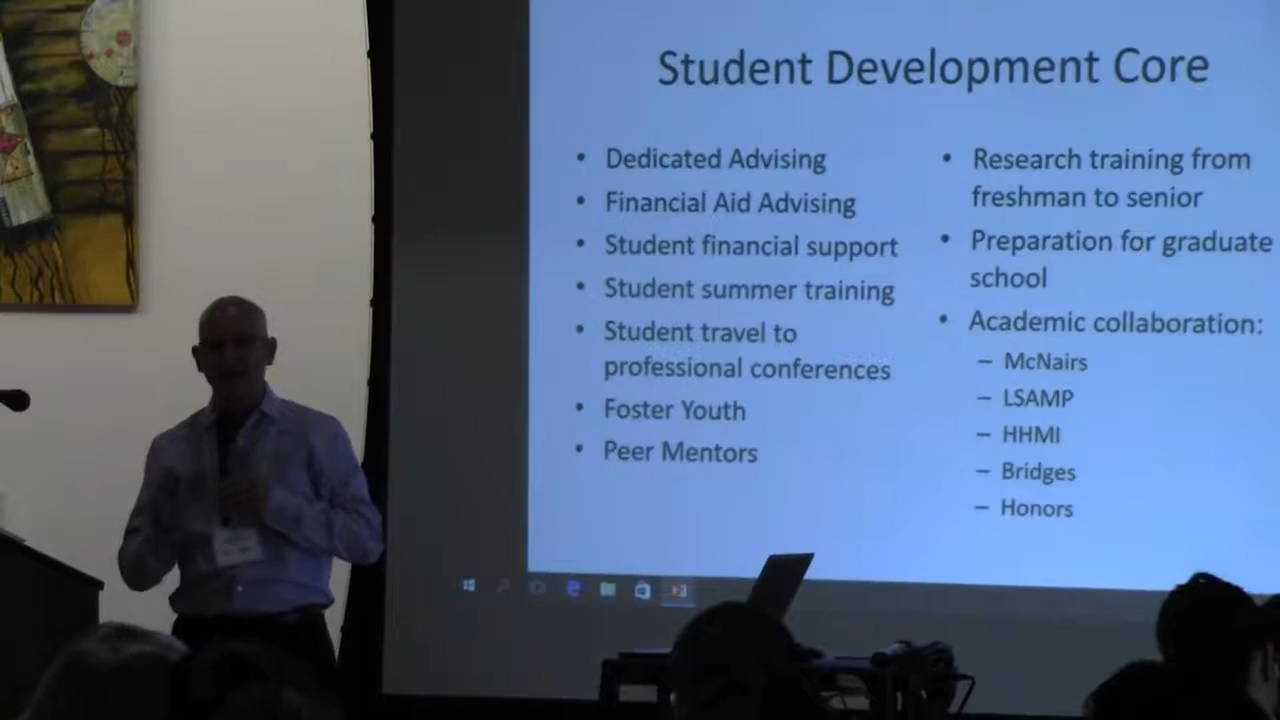 Student Development Core
• Dedicated Advising
• Financial Aid Advising
• Student financial support
• Student summer training
• Student travel to
professional conferences
• Foster Youth
• Peer Mentors
• Research training from
freshman to senior
• Preparation for graduate
school
• Academic collaboration:
– McNairs
– LSAMP
– HHMI
– Bridges
– Honors